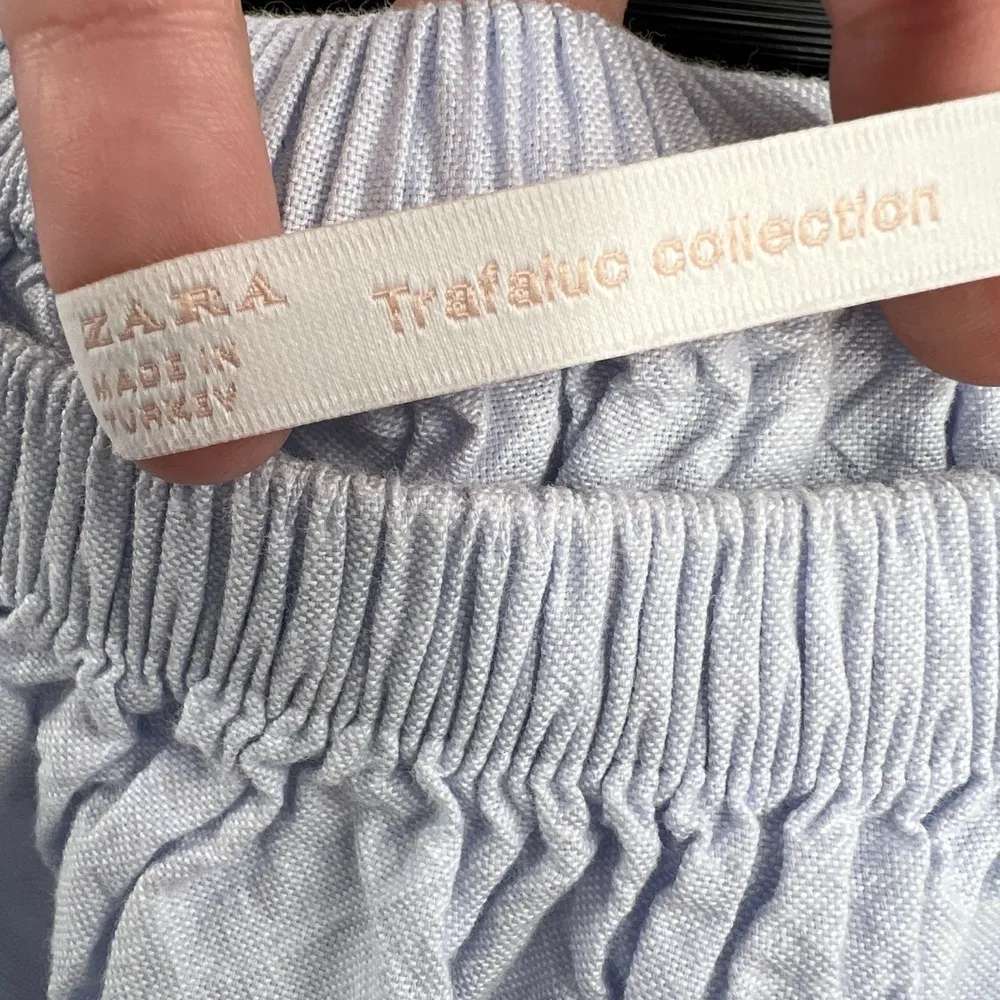 ZARA
MADE IN
TURKEY
Trafaluc collection